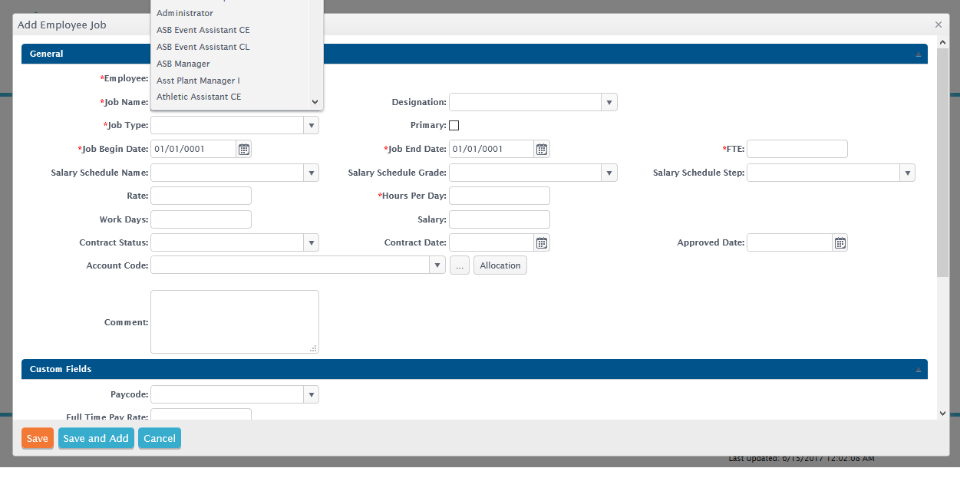 Administrator
Add Employee Job
ASB Event Assistant CE
ASB Event Assistant CL
ASB Manager
Asst Plant Manager I
Athletic Assistant CE
General
*Employee:
*Job Name:
Designation:
*Job Type:
Primary:
*Job Begin Date: 01/01/0001
*Job End Date: 01/01/0001
*FTE:
Salary Schedule Name:
Salary Schedule Grade:
Salary Schedule Step:
Rate:
*Hours Per Day:
Work Days:
Salary:
Contract Status:
Contract Date:
Approved Date:
Account Code:
... Allocation
Comment:
Custom Fields
Paycode:
Full Time Pay Rate:
Save Save and Add Cancel
Last Updated: 6/15/2017 12:02:08 AM